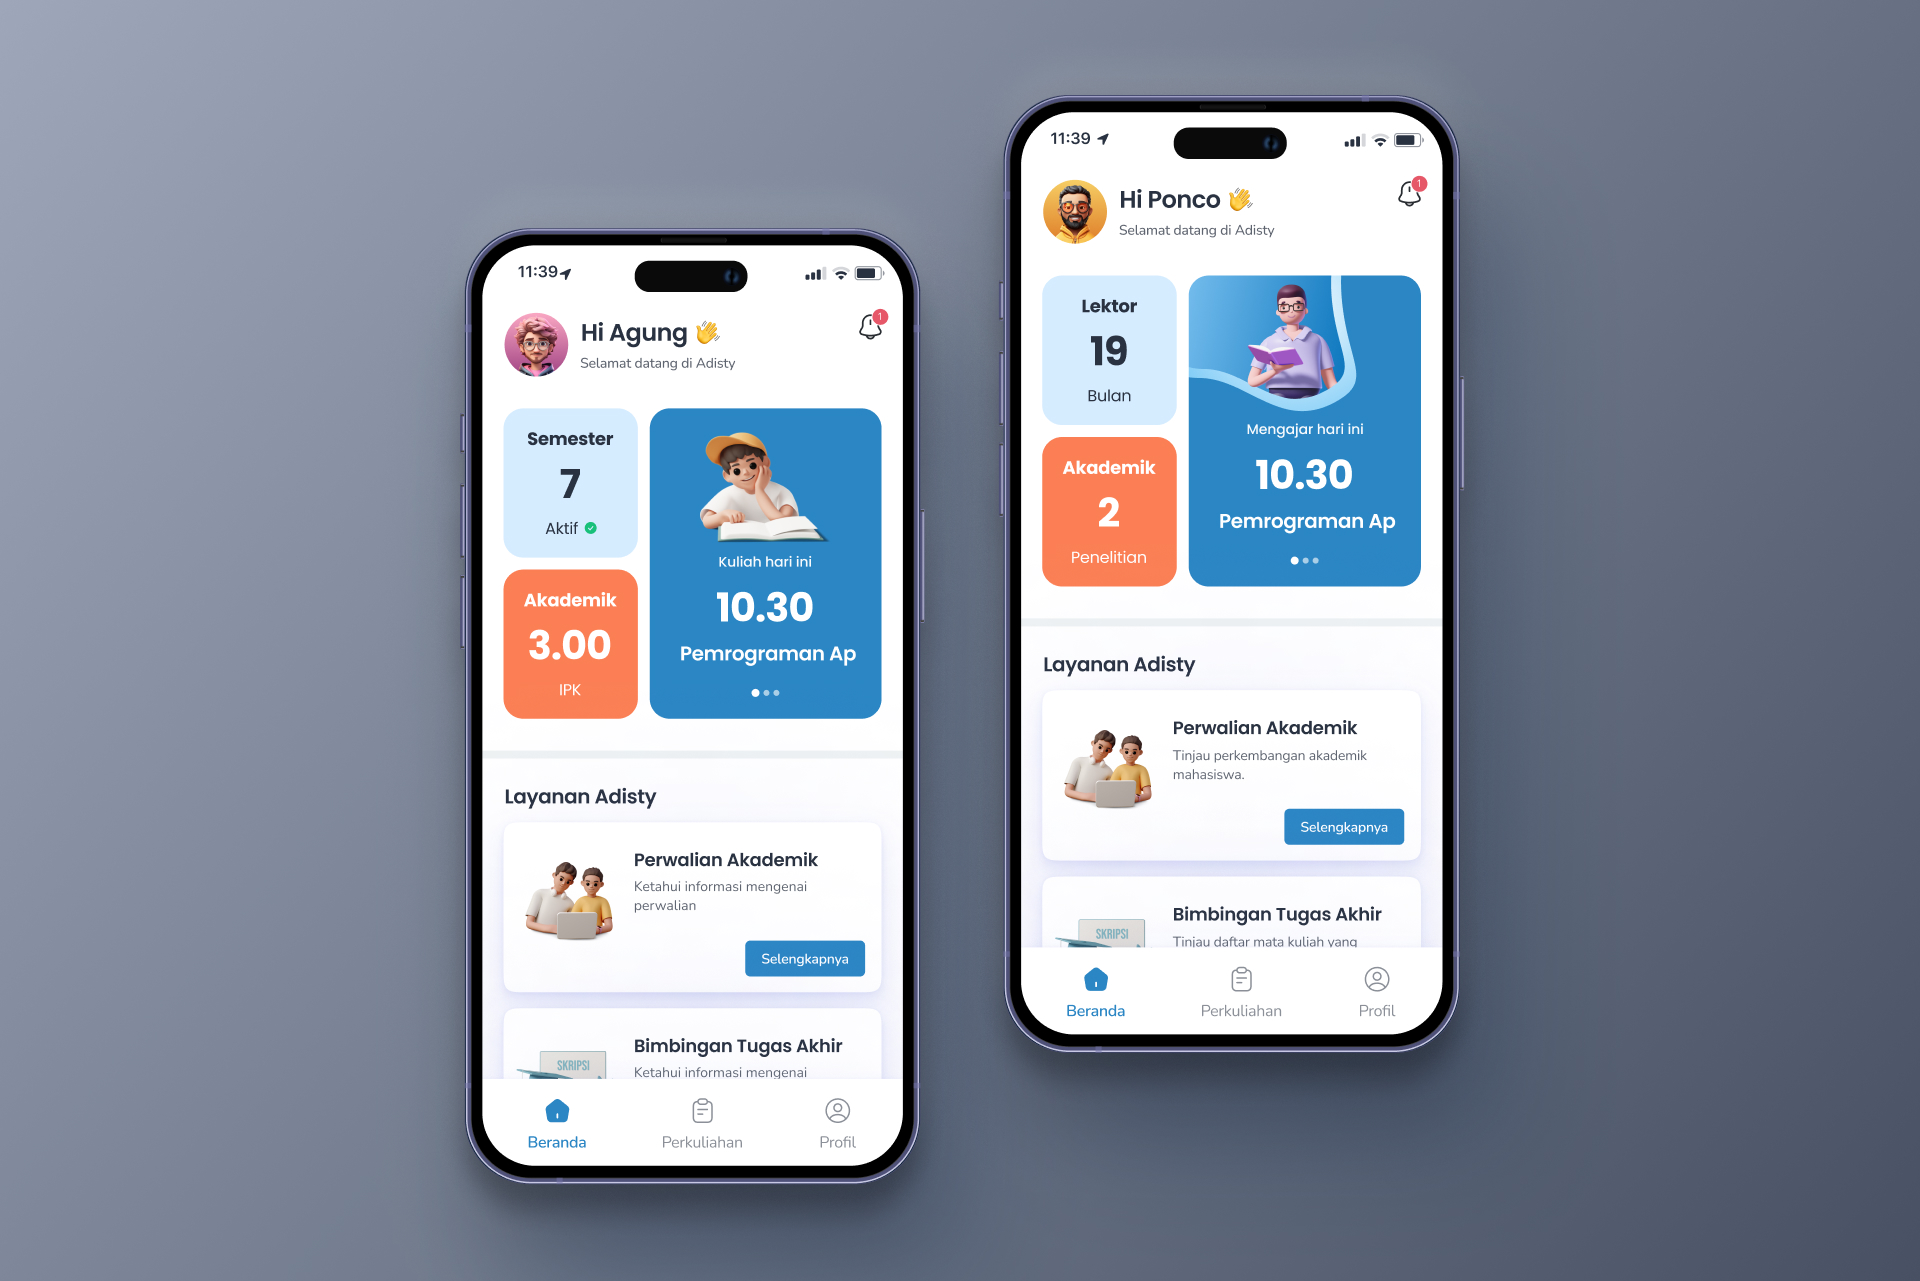 11:39
Hi Agung 👋
1
Selamat datang di Adisty
Semester
7
Aktif
Akademik
3.00
IPK
Kuliah hari ini
10.30
Pemrograman Ap
Layanan Adisty
Perwalian Akademik
Ketahui informasi mengenai
perwalian
Selengkapnya
SKRIPSI
Bimbingan Tugas Akhir
Ketahui informasi mengenai
Beranda
Perkuliahan
Profil
11:39
Hi Ponco 👋
1
Selamat datang di Adisty
Lektor
19
Bulan
Akademik
2
Penelitian
Mengajar hari ini
10.30
Pemrograman Ap
Layanan Adisty
Perwalian Akademik
Tinjau perkembangan akademik
mahasiswa.
Selengkapnya
SKRIPSI
Bimbingan Tugas Akhir
Tinjau daftar mata kuliah yang
Beranda
Perkuliahan
Profil